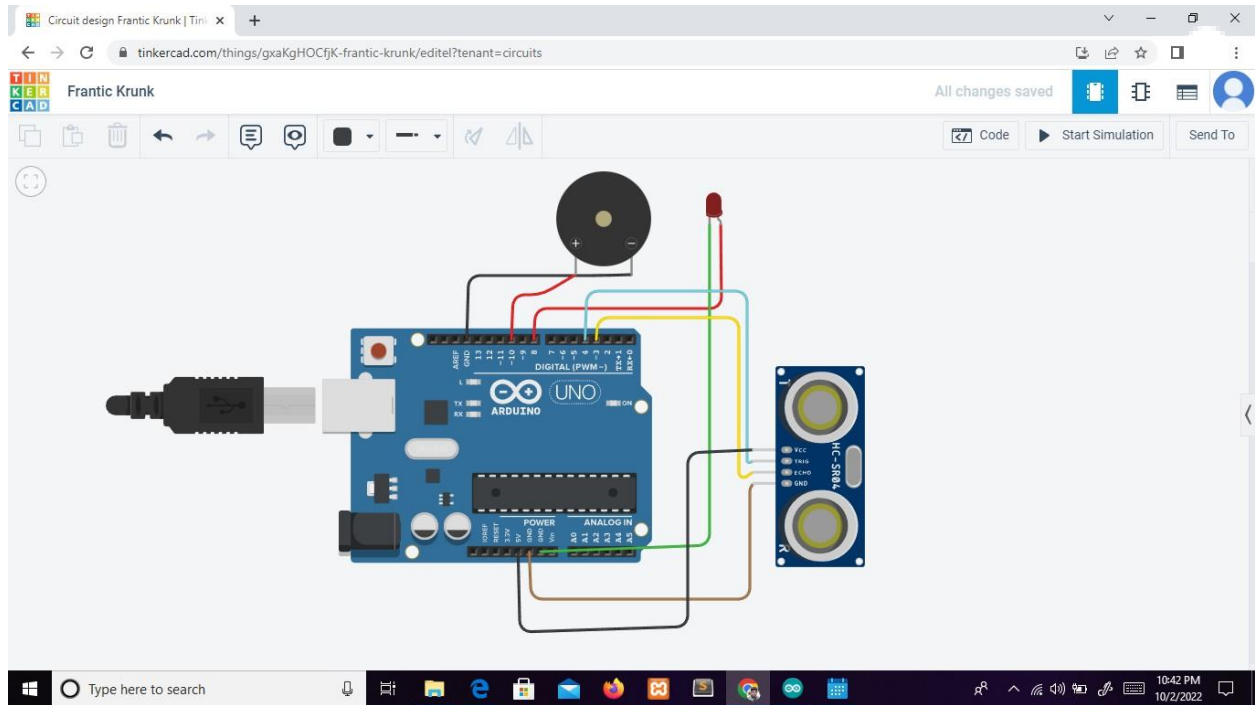 Circuit design Frantic Krunk | Tin
tinkercad.com/things/gxaKgHOCfjK-frantic-krunk/editel?tenant=circuits
TIN
KER
CAD
Frantic Krunk
All changes saved
Code
Start Simulation
Send To
AREF
GND
13
12
~11
~10
~9
8
7
~6
~5
4
~3
2
TX→1
RX←0
DIGITAL (PWM~)
L
TX
RX
ARDUINO
UNO
ON
POWER
ANALOG IN
IOREF
RESET
3.3V
5V
GND
GND
Vin
A0
A1
A2
A3
A4
A5
T
VCC
TRIG
ECHO
GND
HC-SR04
R
Type here to search
10:42 PM
10/2/2022